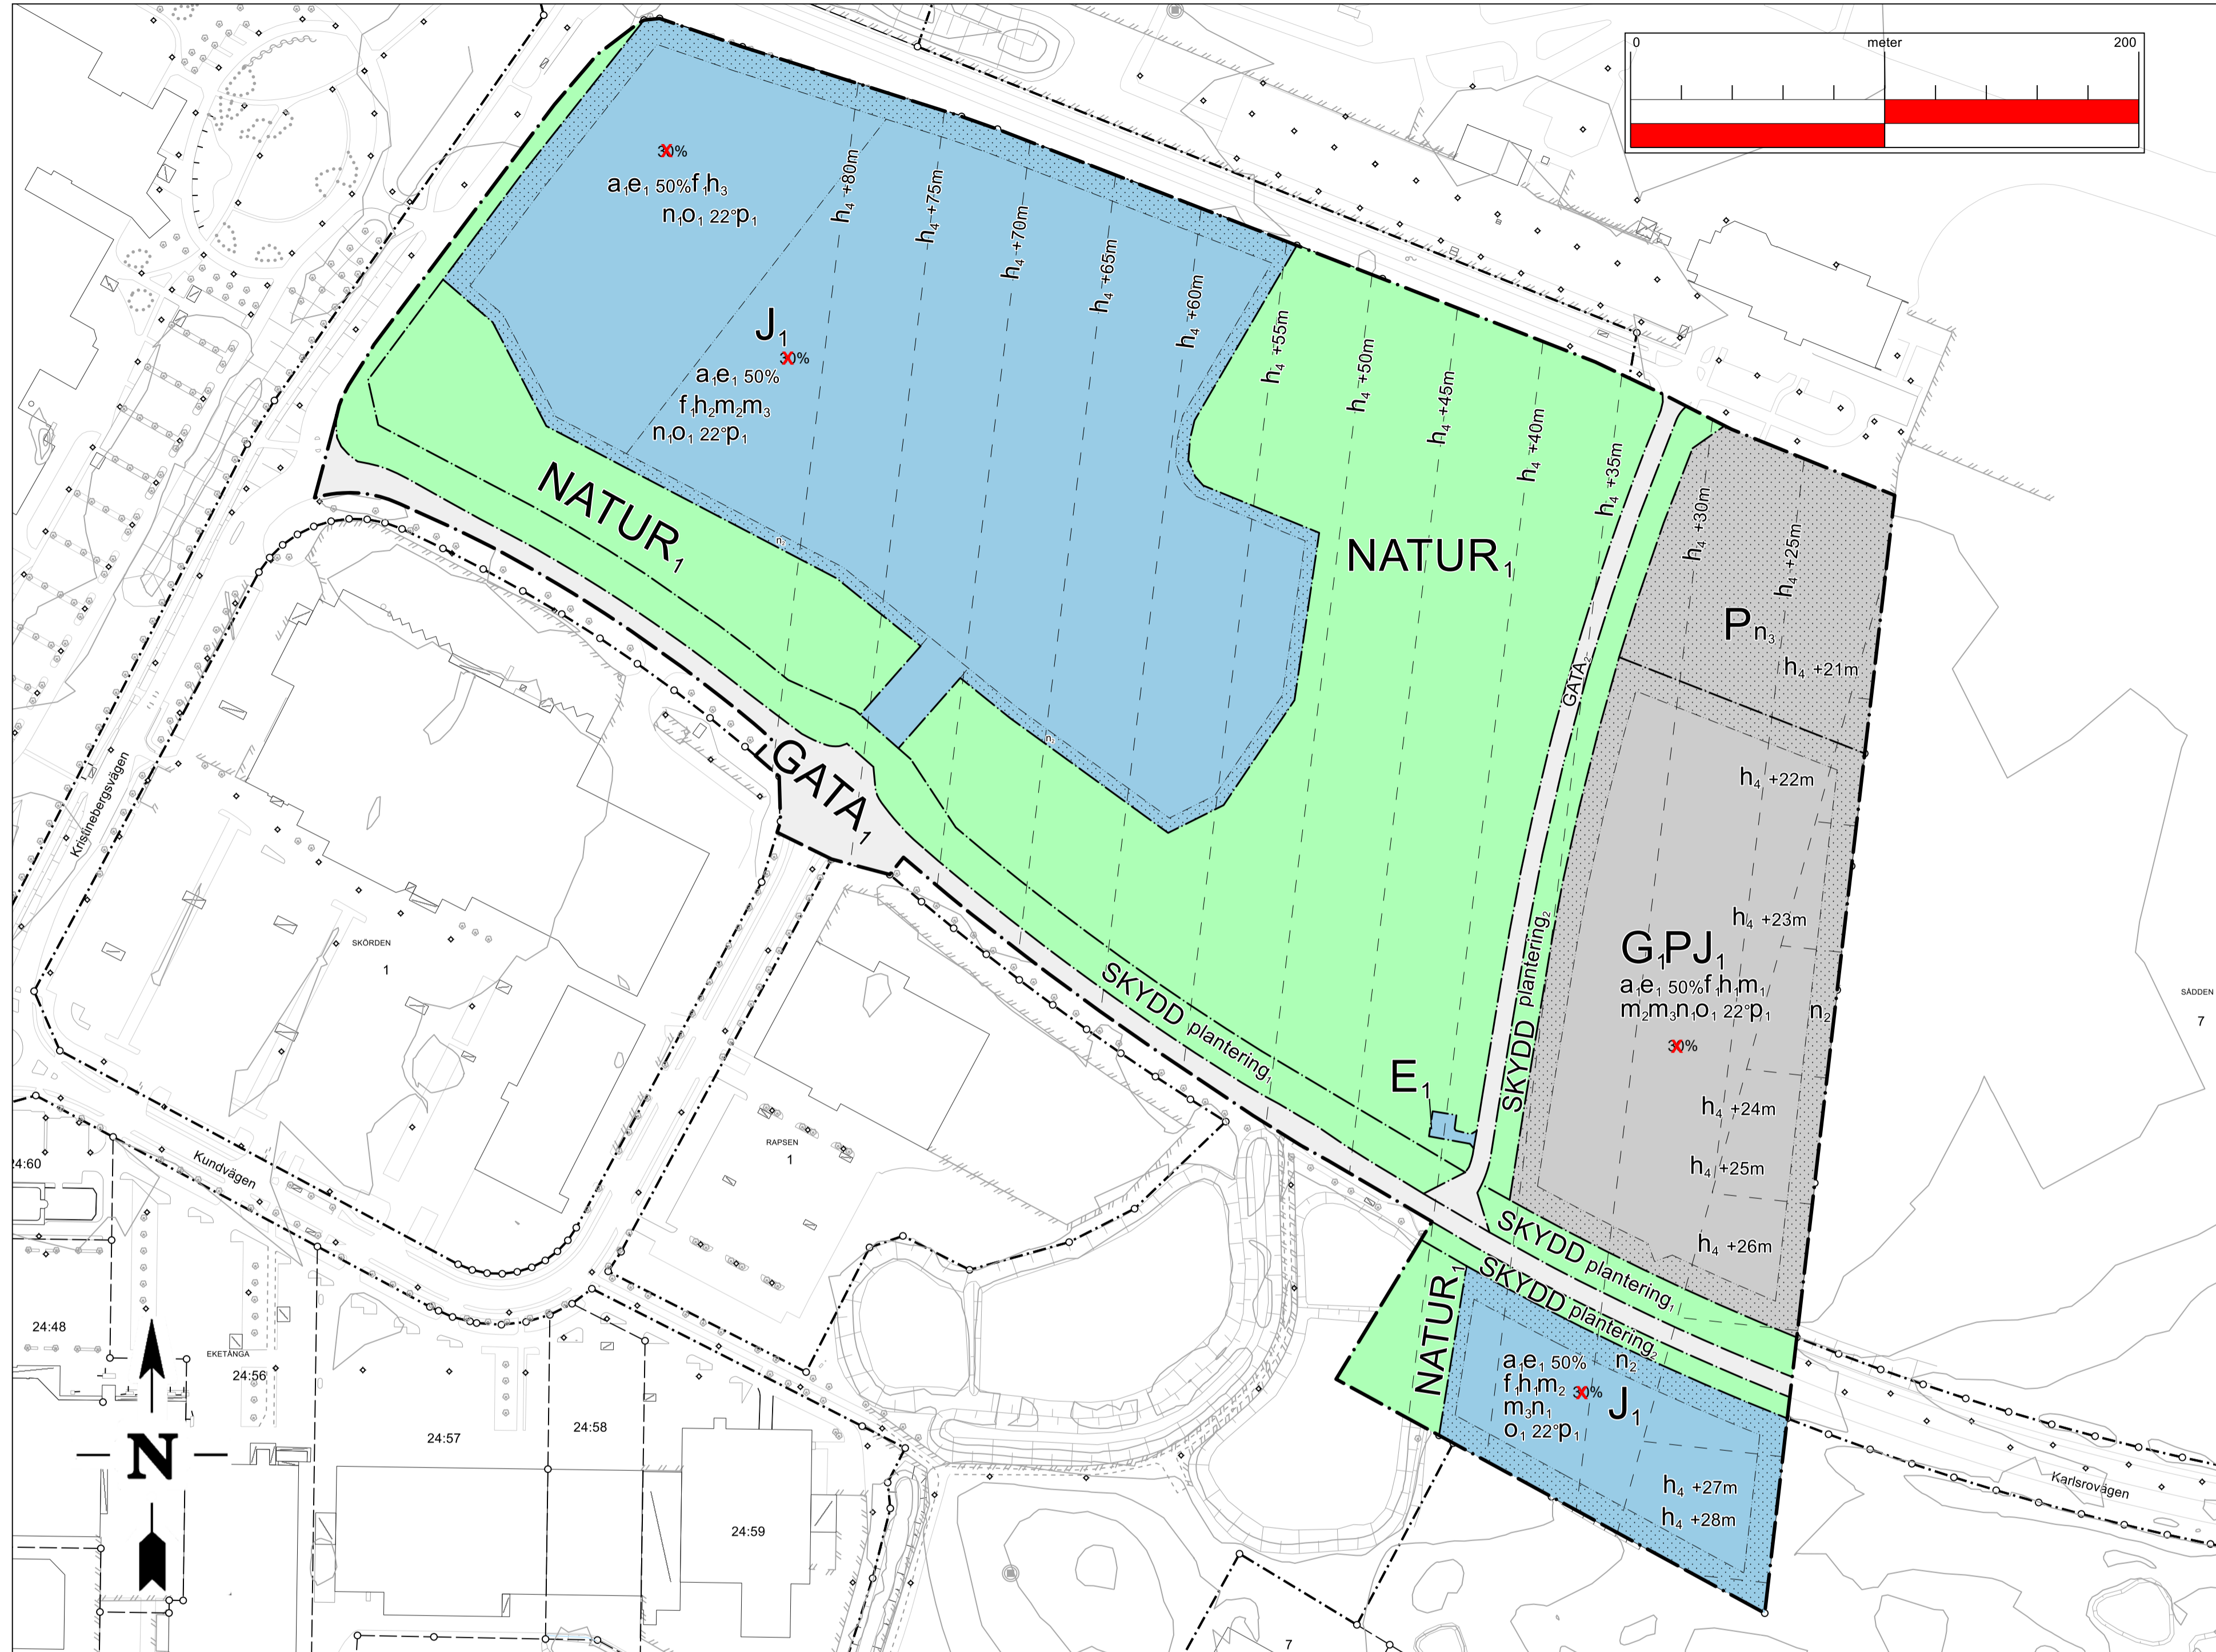 0 meter 200
30%
a₁e₁ 50%f₁h₃
n₁o₁ 22°p₁
h₄ +80m
h₄ +75m
h₄ +70m
h₄ +65m
h₄ +60m
h₄ +55m
h₄ +50m
h₄ +45m
h₄ +40m
h₄ +35m
h₄ +30m
h₄ +25m
J₁
30%
a₁e₁ 50%
f₁h₂m₂m₃
n₁o₁ 22°p₁
NATUR₁
NATUR₁
GATA₂
P n₃
h₄ +21m
GATA₁
h₄ +22m
h₄ +23m
h₄ +24m
h₄ +25m
h₄ +26m
G₁PJ₁
a₁e₁ 50%f₁h₁m₁
m₂m₃n₁o₁ 22°p₁
n₂
30%
SKYDD plantering₂
SKYDD plantering₁
E₁
SKYDD plantering₁
SKYDD plantering₂
NATUR₁
a₁e₁ 50% n₂
f₁h₁m₂ 30%
m₃n₁
o₁ 22°p₁
J₁
h₄ +27m
h₄ +28m
Kristinebergsvägen
SKÖRDEN
1
RAPSEN
1
SÅDDEN
7
Kundvägen
Karlsrovägen
24:60
24:48
EKETÅNGA
24:56
24:57
24:58
24:59
7
N